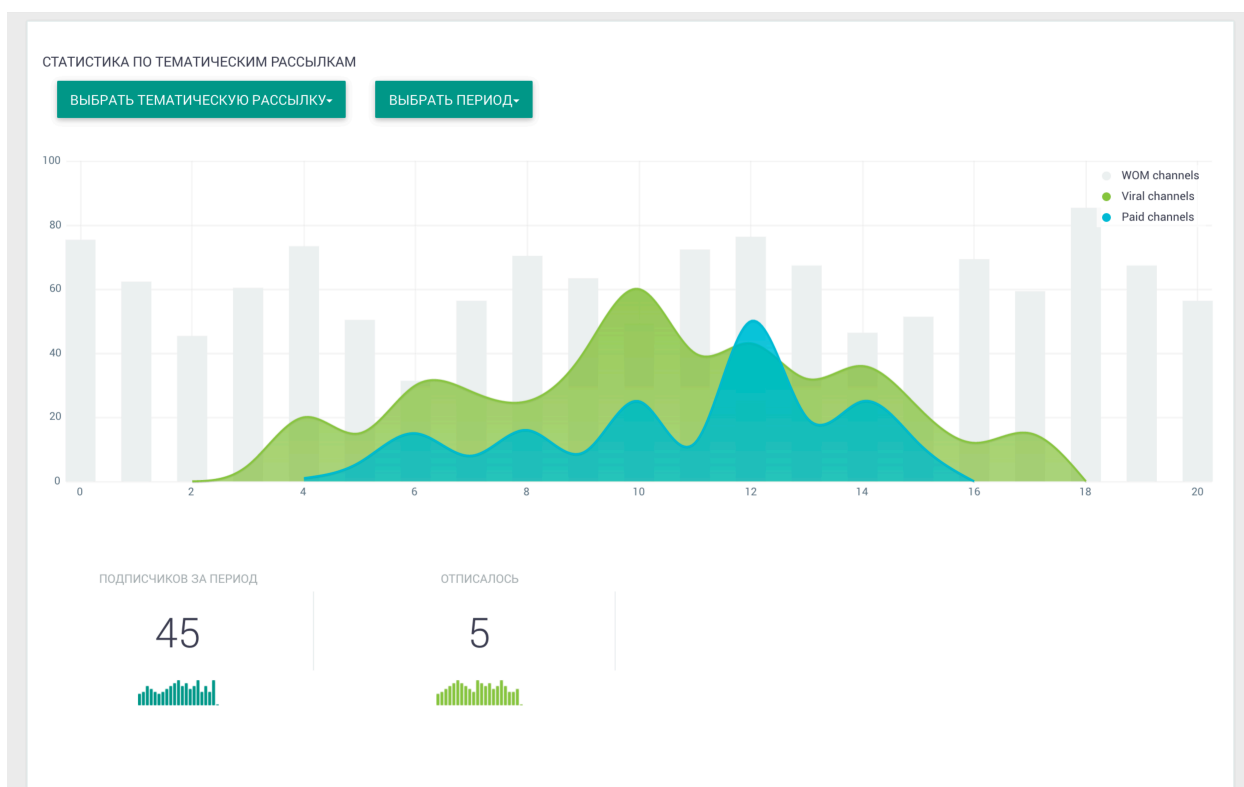 СТАТИСТИКА ПО ТЕМАТИЧЕСКИМ РАССЫЛКАМ
ВЫБРАТЬ ТЕМАТИЧЕСКУЮ РАССЫЛКУ ВЫБРАТЬ ПЕРИОД
100
WOM channels
Viral channels
Paid channels
80
60
40
20
0
0 2 4 6 8 10 12 14 16 18 20
ПОДПИСЧИКОВ ЗА ПЕРИОД ОТПИСАЛОСЬ
45 5